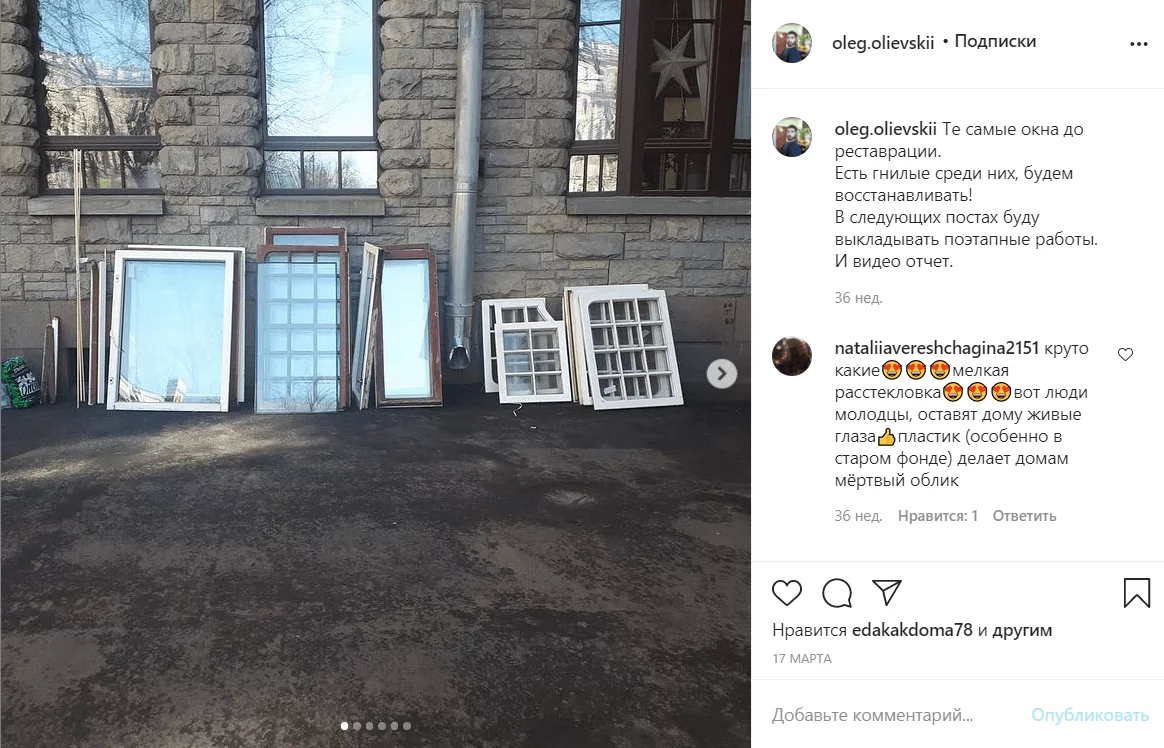 oleg.olievskii • Подписки
oleg.olievskii Те самые окна до
реставрации.
Есть гнилые среди них, будем
восстанавливать!
В следующих постах буду
выкладывать поэтапные работы.
И видео отчет.
36 нед.
nataliiavereshchagina2151 круто
какие😍😍😍мелкая
расстекловка😍😍😍вот люди
молодцы, оставят дому живые
глаза👍пластик (особенно в
старом фонде) делает домам
мёртвый облик
36 нед. Нравится: 1 Ответить
Нравится edakakdoma78 и другим
17 МАРТА
Добавьте комментарий... Опубликовать